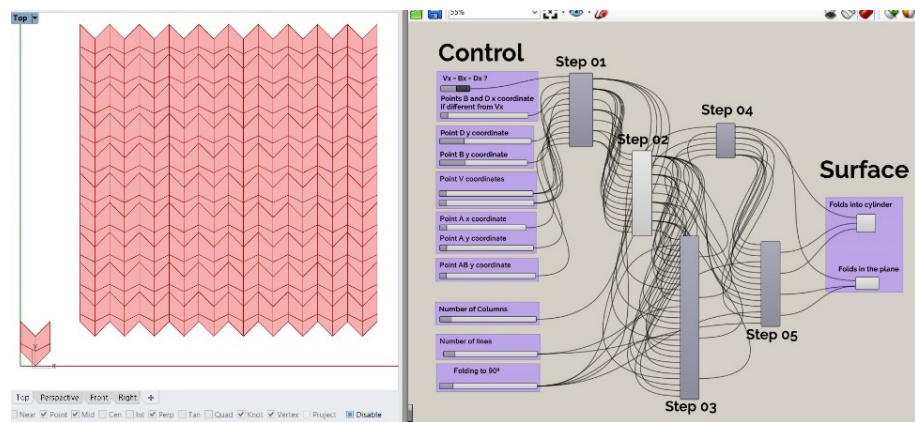 Top
55%
Control
Vx = Bx = Dx ?
Points B and D x coordinate
if different from Vx
Point D y coordinate
Point B y coordinate
Point V coordinates
Point A x coordinate
Point A y coordinate
Point AB y coordinate
Number of Columns
Number of lines
Folding to 90º
Step 01
Step 02
Step 03
Step 04
Step 05
Surface
Folds into cylinder
Folds in the plane
Y
X
Top Perspective Front Right
Near Point Mid Cen Int Perp Tan Quad Knot Vertex Project Disable